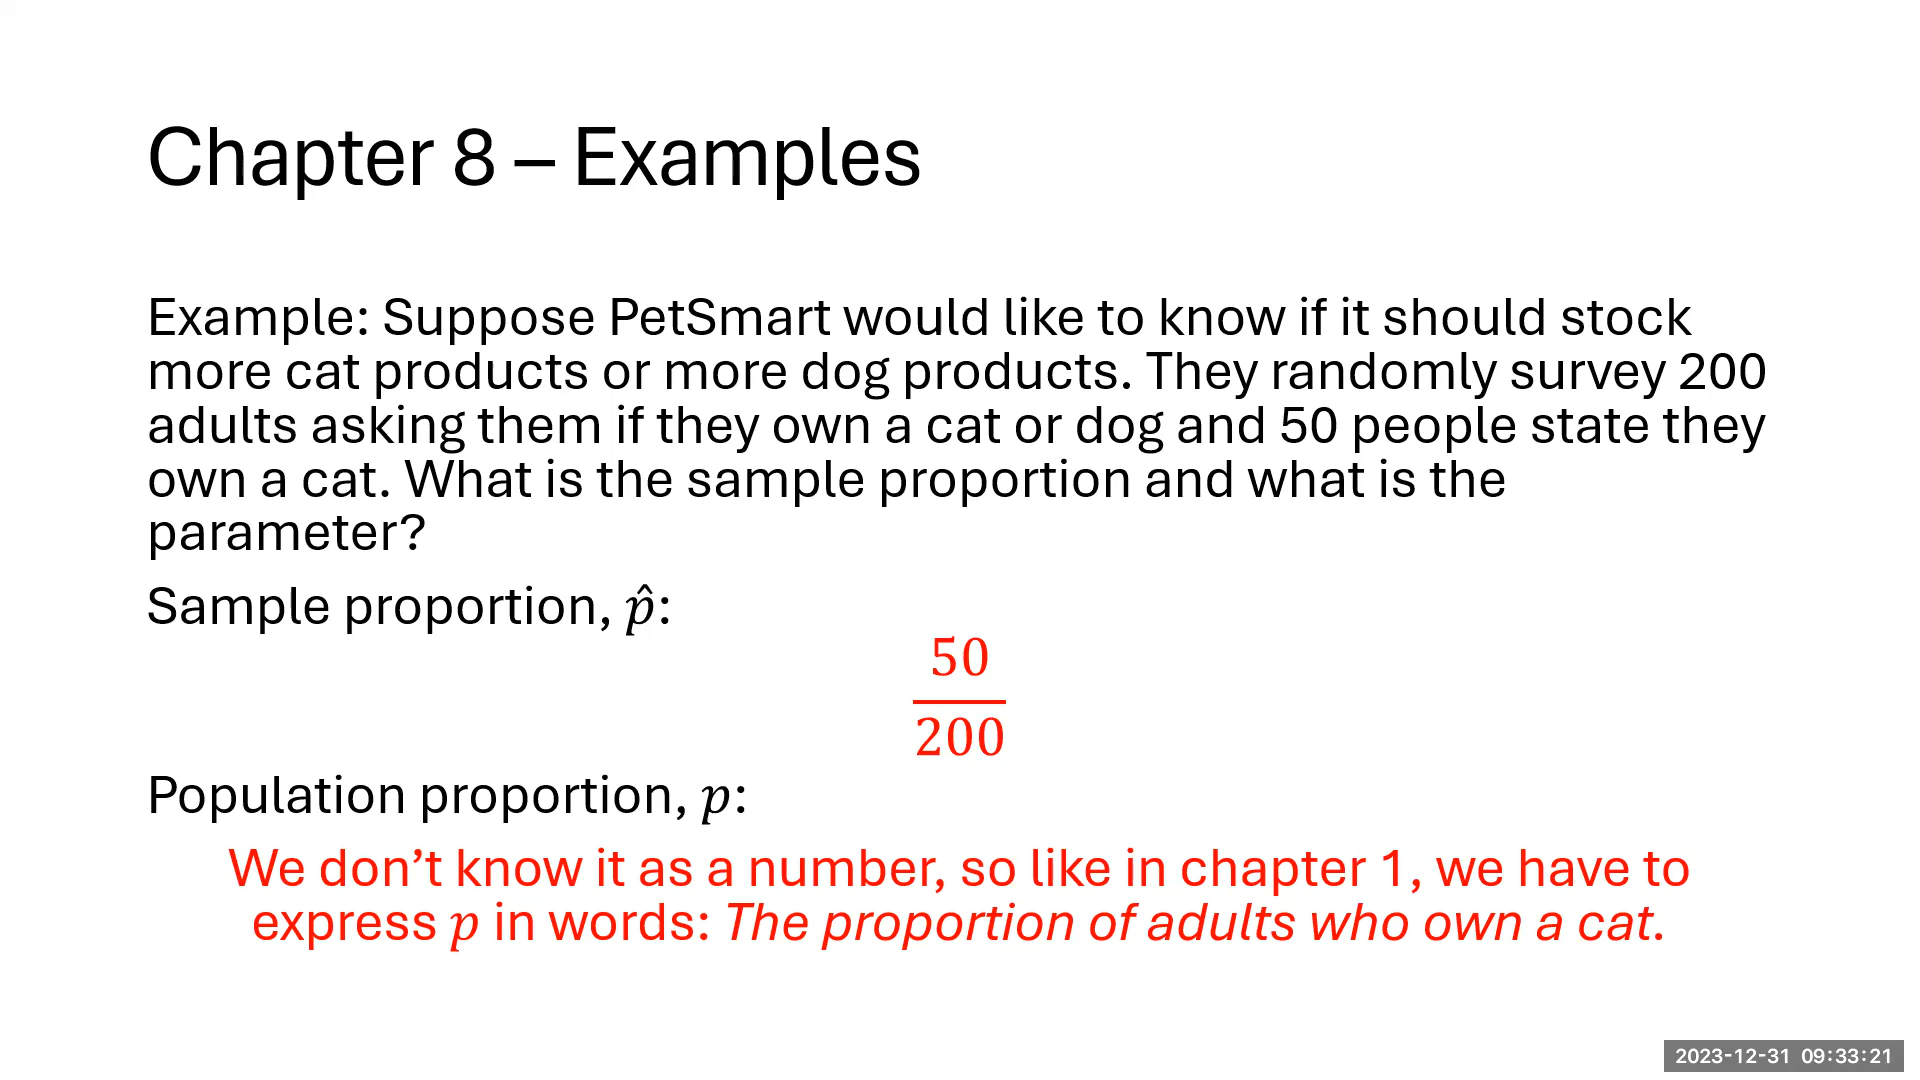 Chapter 8 – Examples
Example: Suppose PetSmart would like to know if it should stock
more cat products or more dog products. They randomly survey 200
adults asking them if they own a cat or dog and 50 people state they
own a cat. What is the sample proportion and what is the
parameter?
Sample proportion, p̂:
50
200
Population proportion, p:
We don’t know it as a number, so like in chapter 1, we have to
express p in words: The proportion of adults who own a cat.
2023-12-31 09:33:21